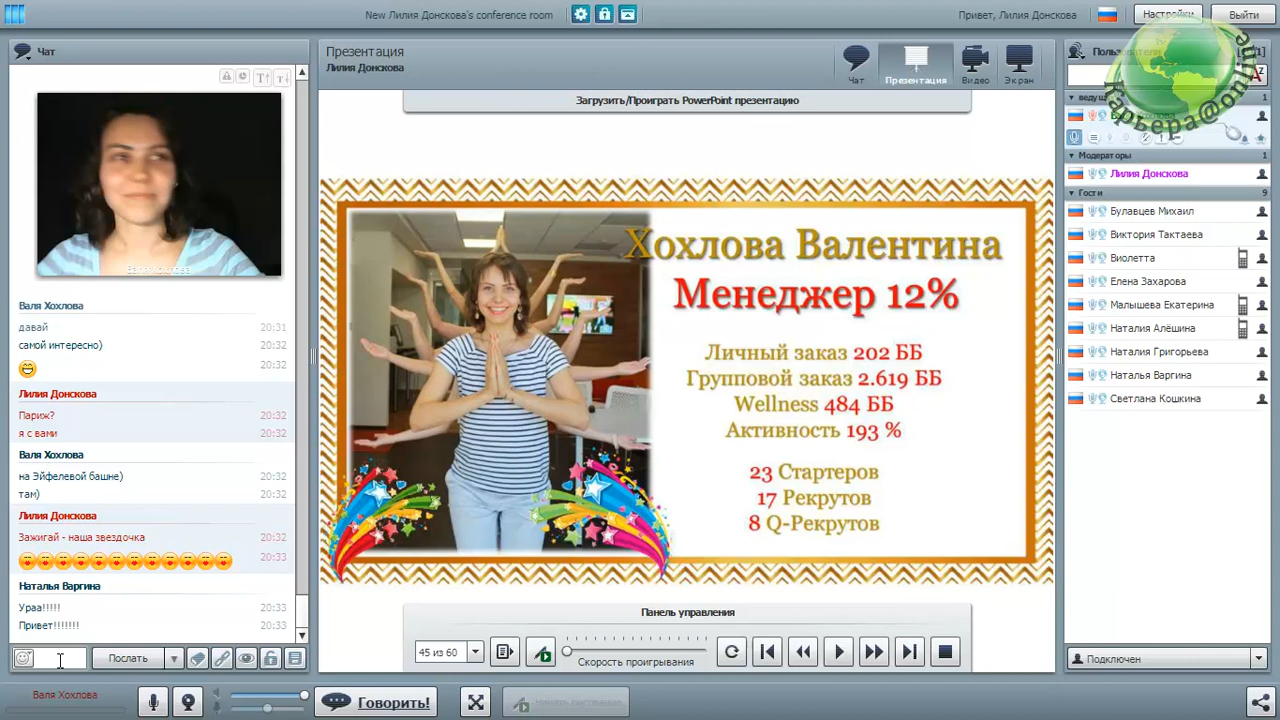 New Лилия Донскова's conference room
Привет, Лилия Донскова
Настройки
Выйти
Чат
Валя Хохлова
давай 20:31
самой интересно) 20:32
20:32
Лилия Донскова
Париж? 20:32
я с вами 20:32
Валя Хохлова
на Эйфелевой башне) 20:32
там) 20:32
Лилия Донскова
Зажигай - наша звездочка 20:32
20:33
Наталья Варгина
Ураа!!!!! 20:33
Привет!!!!!!! 20:33
Послать
Валя Хохлова
Говорить!
Презентация
Лилия Донскова
Чат
Презентация
Видео
Экран
Загрузить/Проиграть PowerPoint презентацию
Хохлова Валентина
Менеджер 12%
Личный заказ 202 ББ
Групповой заказ 2.619 ББ
Wellness 484 ББ
Активность 193 %
23 Стартеров
17 Рекрутов
8 Q-Рекрутов
Панель управления
45 из 60
Скорость проигрывания
Карьера@online
Модераторы 1
Лилия Донскова
Гости 9
Булавцев Михаил
Виктория Тактаева
Виолетта
Елена Захарова
Малышева Екатерина
Наталия Алёшина
Наталия Григорьева
Наталья Варгина
Светлана Кошкина
Подключен